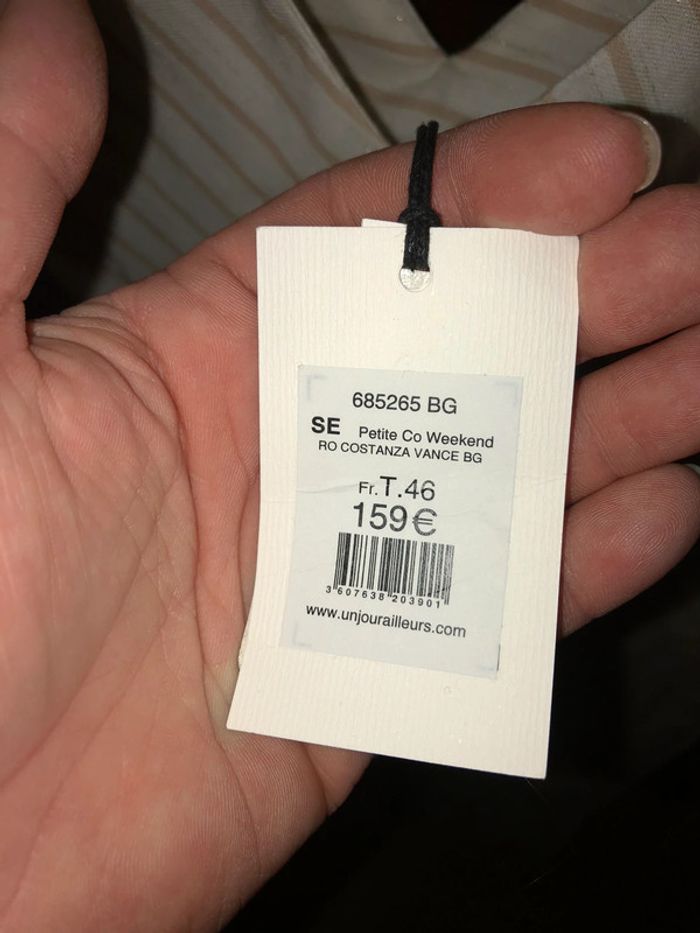 685265 BG
SE Petite Co Weekend
RO COSTANZA VANCE BG
Fr.T.46
159€
3 607638 203901
www.unjourailleurs.com